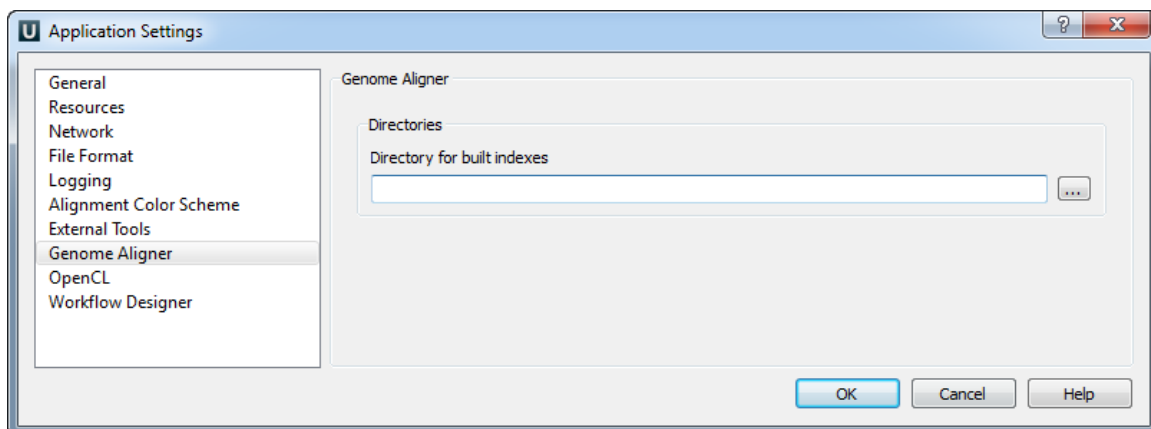 U Application Settings
? X
General
Resources
Network
File Format
Logging
Alignment Color Scheme
External Tools
Genome Aligner
OpenCL
Workflow Designer
Genome Aligner
Directories
Directory for built indexes
...
OK Cancel Help